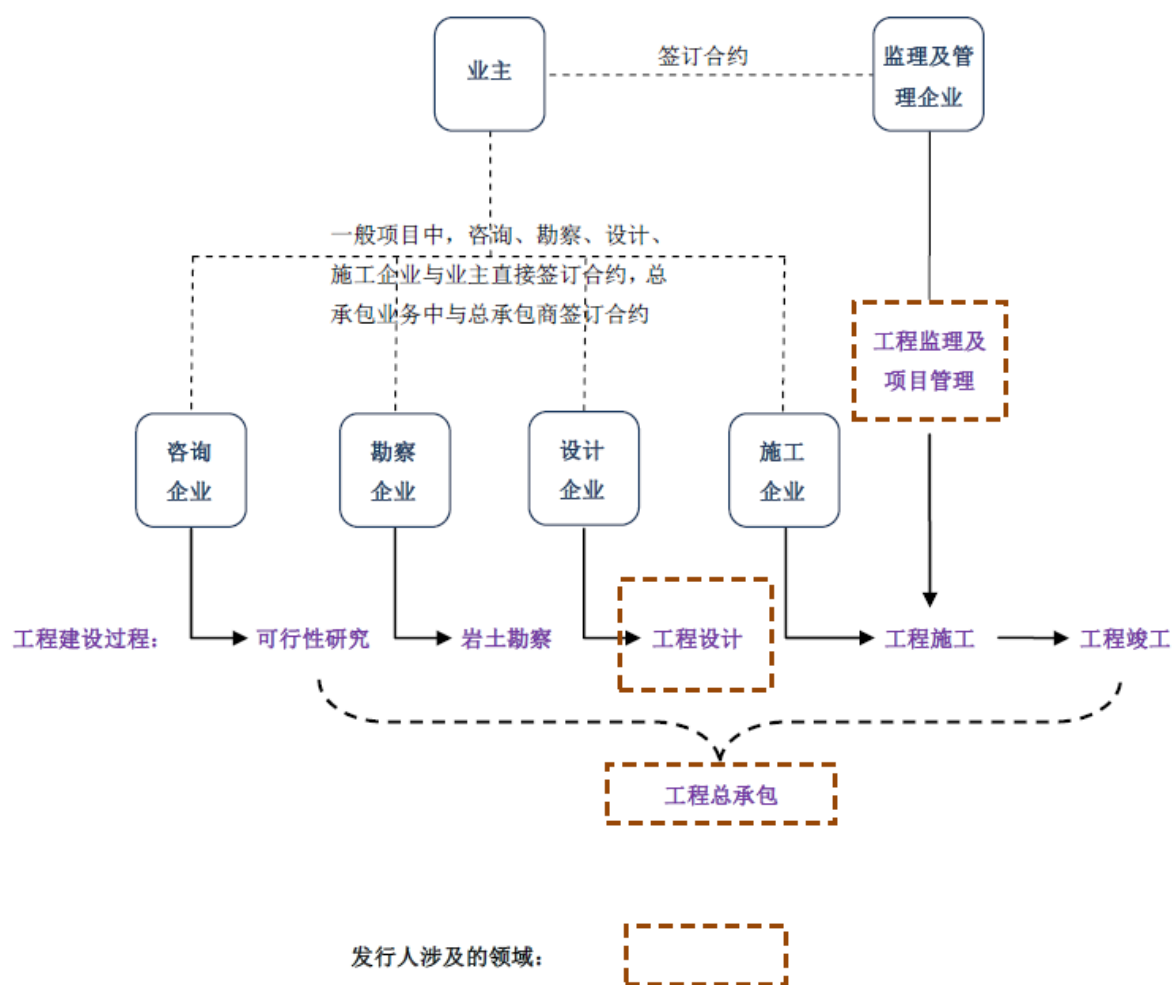 业主
签订合约
监理及管
理企业
一般项目中，咨询、勘察、设计、
施工企业与业主直接签订合约，总
承包业务中与总承包商签订合约
工程监理及
项目管理
咨询
企业
勘察
企业
设计
企业
施工
企业
工程建设过程：
可行性研究
岩土勘察
工程设计
工程施工
工程竣工
工程总承包
发行人涉及的领域：